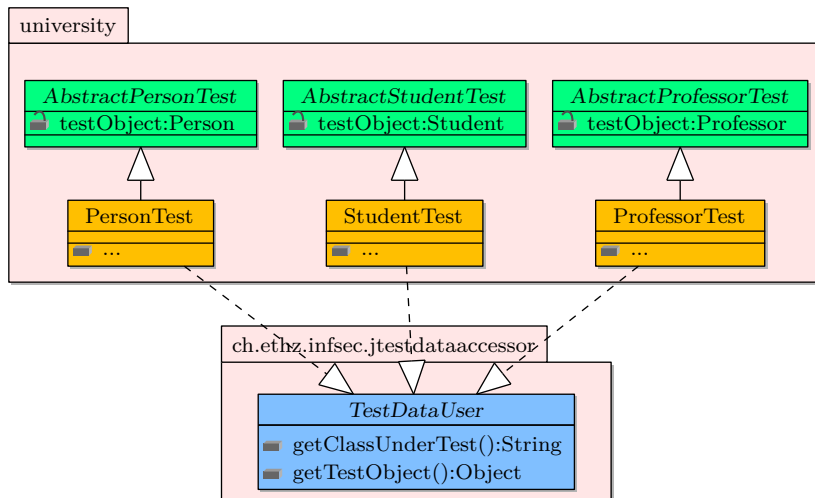 university
AbstractPersonTest
testObject:Person
AbstractStudentTest
testObject:Student
AbstractProfessorTest
testObject:Professor
PersonTest
...
StudentTest
...
ProfessorTest
...
ch.ethz.infsec.jtestdataaccessor
TestDataUser
getClassUnderTest():String
getTestObject():Object